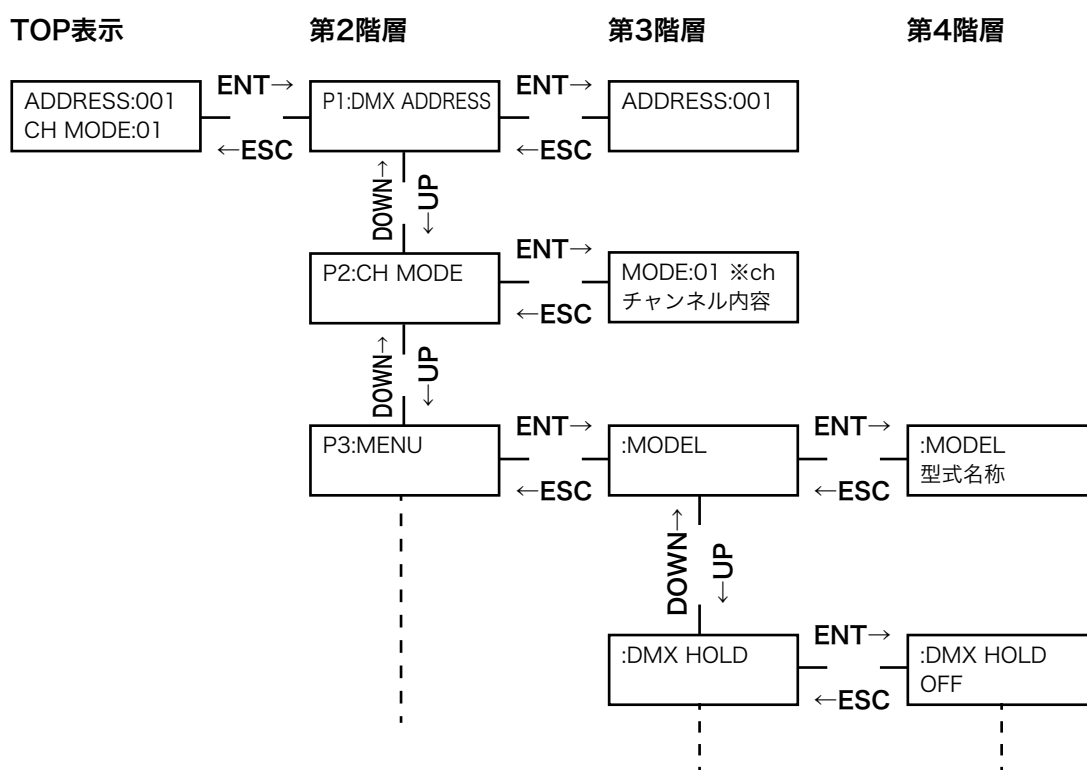 TOP表示 第2階層 第3階層 第4階層
ENT→ ENT→
ADDRESS:001 P1:DMX ADDRESS ADDRESS:001
CH MODE:01
←ESC ←ESC
DOWN→ ←UP
ENT→
P2:CH MODE MODE:01 ※ch
チャンネル内容
←ESC
DOWN→ ←UP
ENT→ ENT→
P3:MENU :MODEL :MODEL
型式名称
←ESC ←ESC
DOWN→ ←UP
ENT→
:DMX HOLD :DMX HOLD
OFF
←ESC